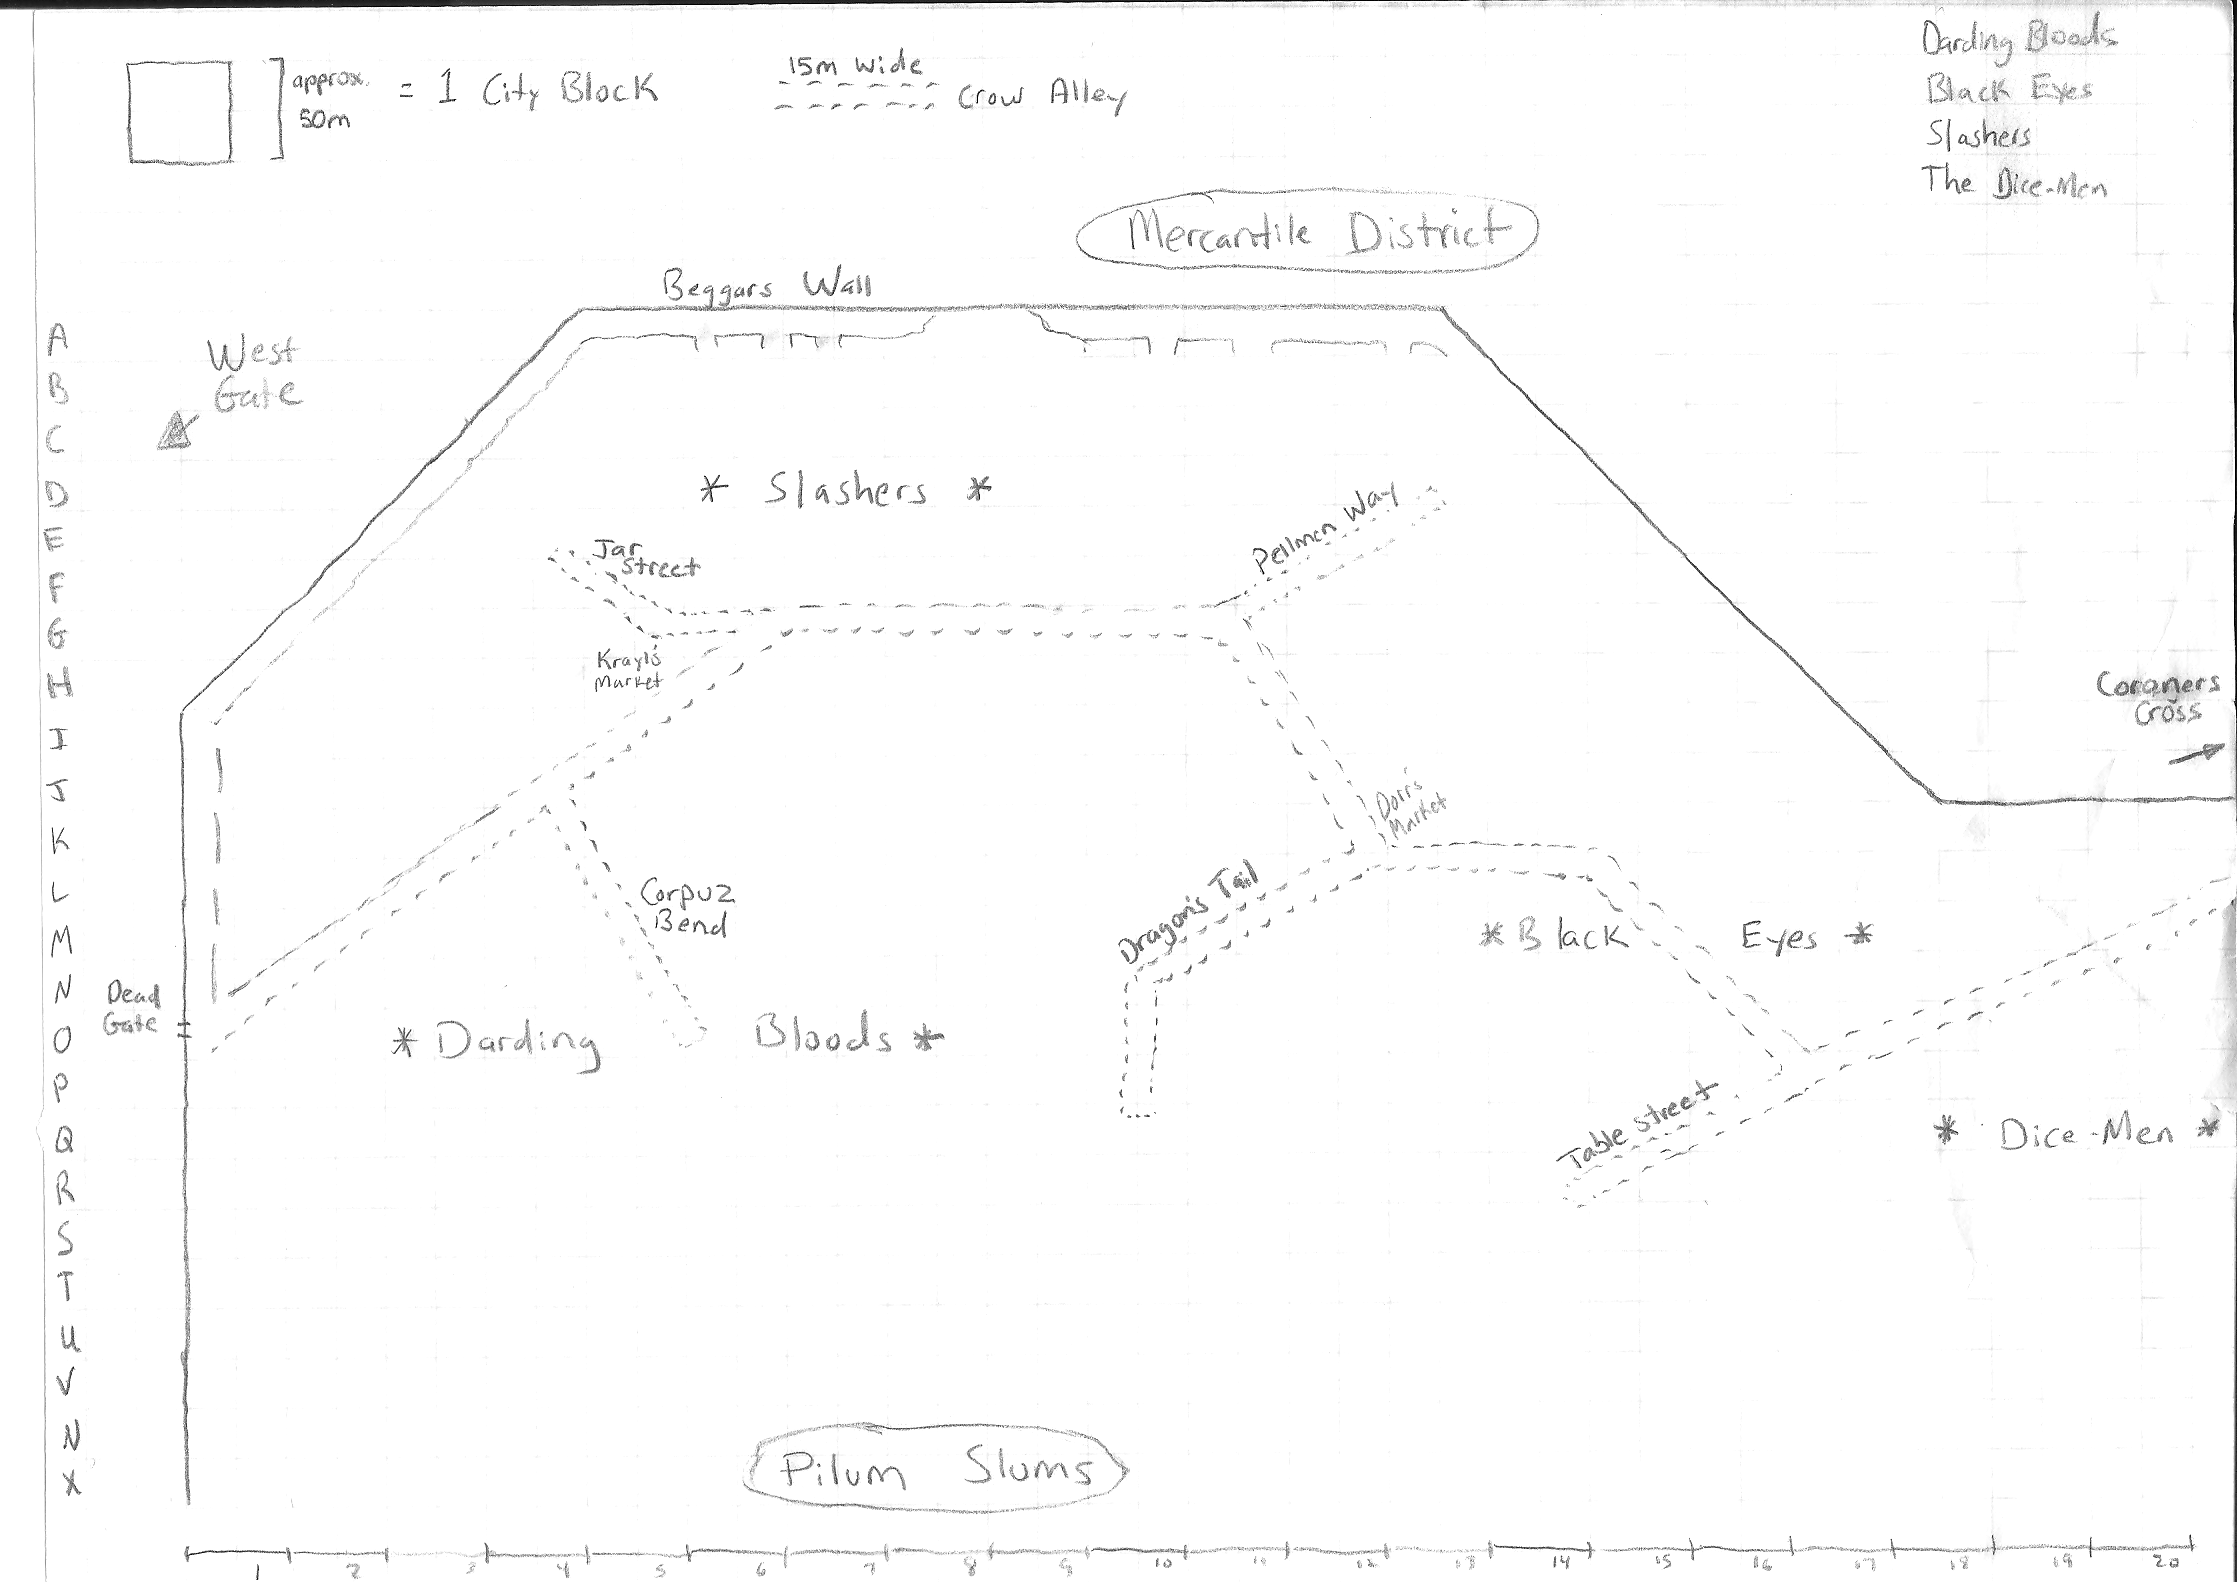 approx.
50m
= 1 City Block
15m wide
Crow Alley
Darding Bloods
Black Eyes
Slashers
The Dice-Men
Mercantile District
Beggars Wall
West
Gate
A
B
C
D
E
F
G
H
I
J
K
L
M
N
O
P
Q
R
S
T
U
V
N
X
* Slashers *
Jar
Street
Pellmen Way
Krayl's
Market
Coroners
Cross
Dorr's
Market
Dragon's Tail
Corpuz
Bend
* Black Eyes *
Dead
Gate
* Darding Bloods *
Table Street
* Dice-Men *
Pilum Slums
1 2 3 4 5 6 7 8 9 10 11 12 13 14 15 16 17 18 19 20